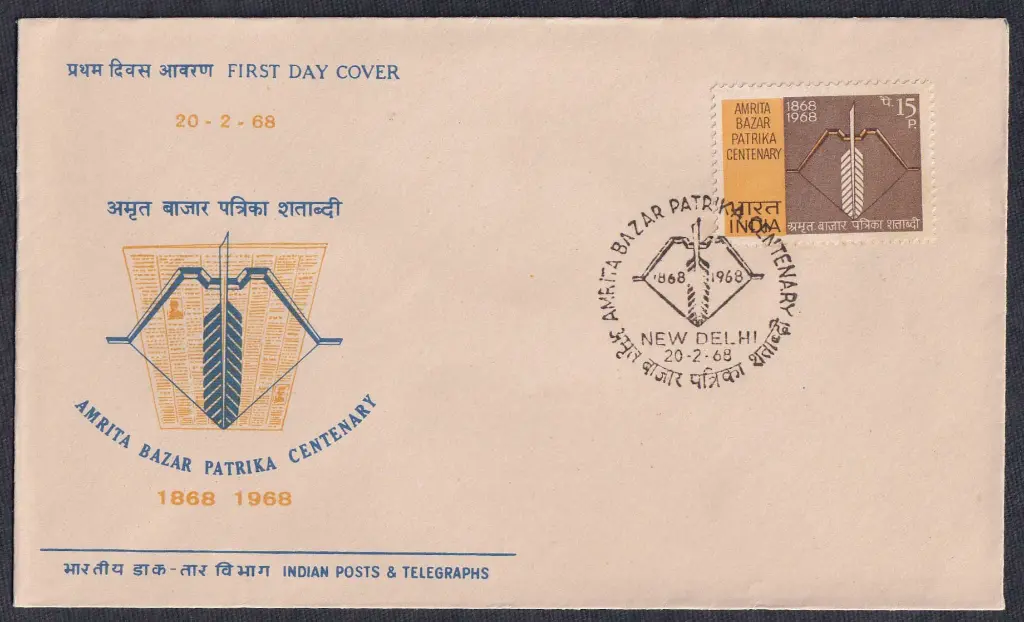 प्रथम दिवस आवरण FIRST DAY COVER
20 - 2 - 68
अमृत बाजार पत्रिका शताब्दी
AMRITA BAZAR PATRIKA CENTENARY
1868 1968
भारतीय डाक-तार विभाग INDIAN POSTS & TELEGRAPHS
AMRITA
BAZAR
PATRIKA
CENTENARY
भारत
INDIA
1868
1968
पै. 15
P.
अमृत बाजार पत्रिका शताब्दी
AMRITA BAZAR PATRIKA CENTENARY
1868 1968
NEW DELHI
20-2-68
अमृत बाजार पत्रिका शताब्दी